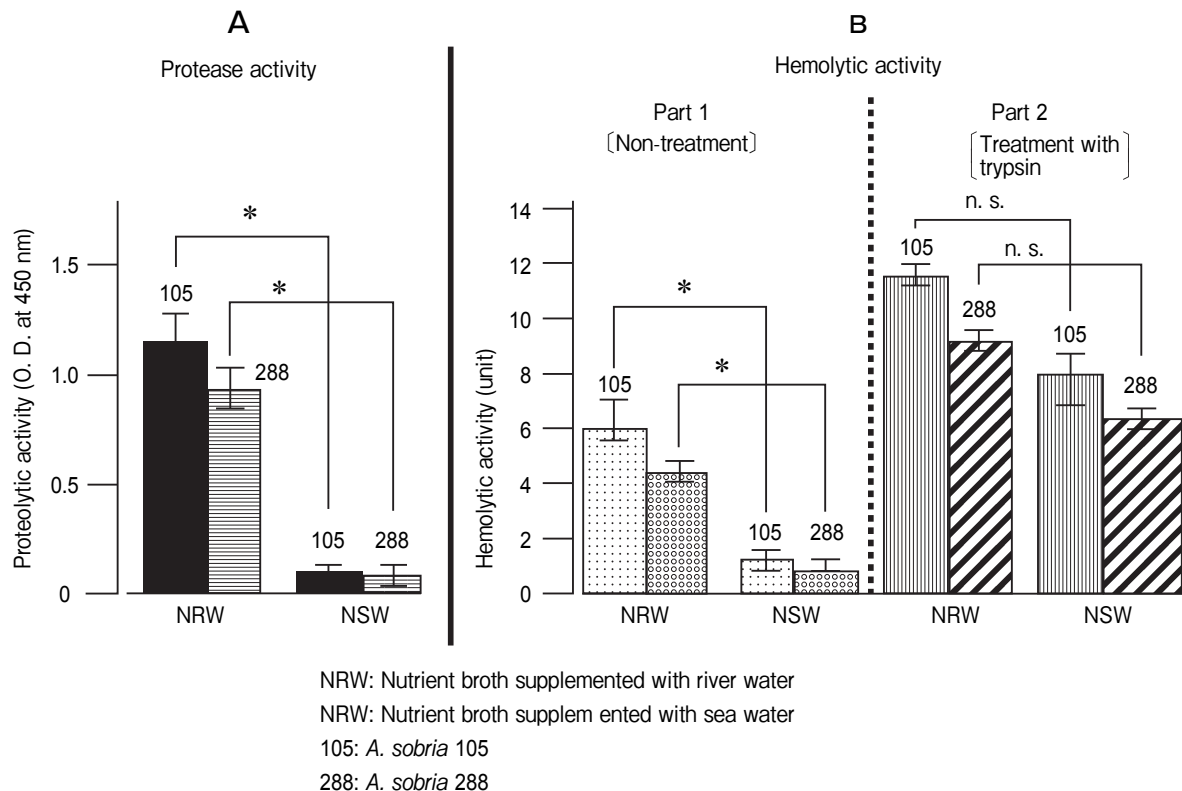 A
Protease activity
Proteolytic activity (O. D. at 450 nm)
1.5
1.0
0.5
0
*
*
105
288
105
288
NRW
NSW
B
Hemolytic activity
Part 1
〔Non-treatment〕
Part 2
[Treatment with
trypsin]
Hemolytic activity (unit)
14
12
10
8
6
4
2
0
*
*
105
288
105
288
NRW
NSW
n. s.
n. s.
105
288
105
288
NRW
NSW
NRW: Nutrient broth supplemented with river water
NRW: Nutrient broth supplem ented with sea water
105: A. sobria 105
288: A. sobria 288